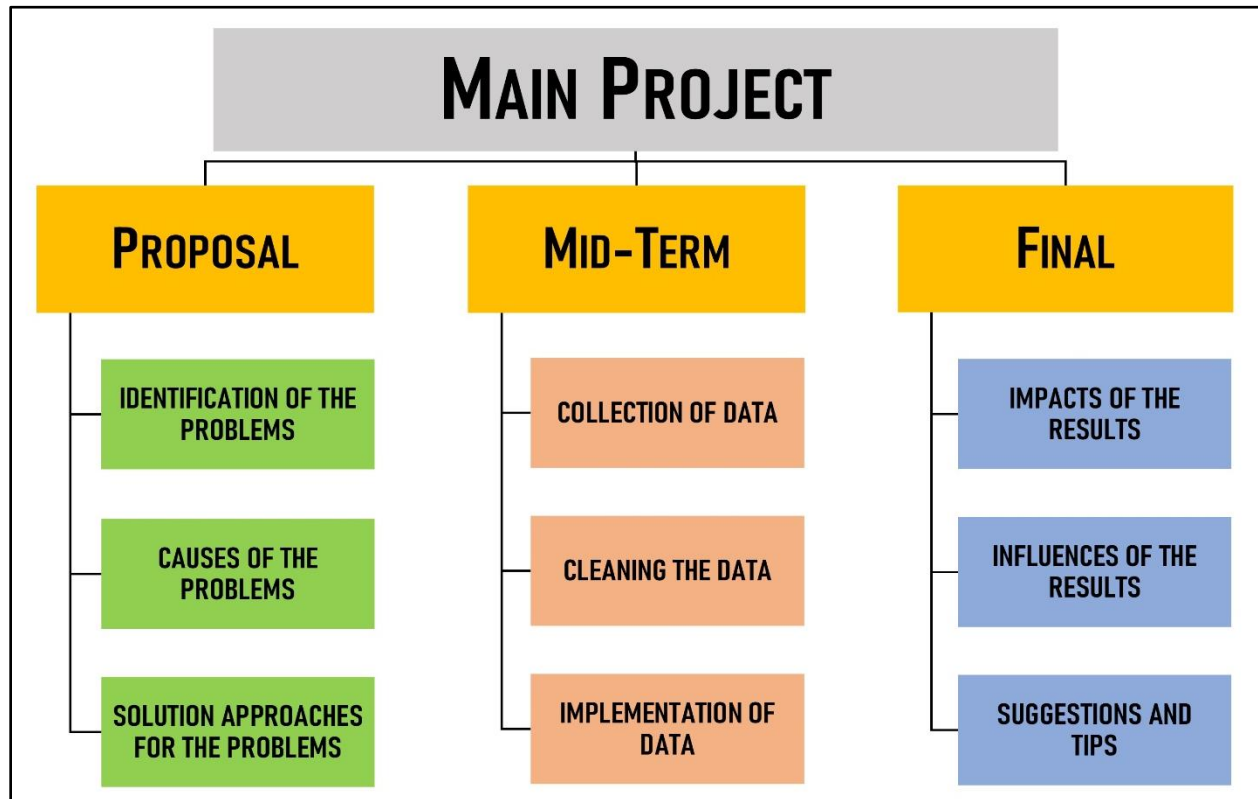 MAIN PROJECT
PROPOSAL
IDENTIFICATION OF THE
PROBLEMS
CAUSES OF THE
PROBLEMS
SOLUTION APPROACHES
FOR THE PROBLEMS
MID-TERM
COLLECTION OF DATA
CLEANING THE DATA
IMPLEMENTATION OF
DATA
FINAL
IMPACTS OF THE
RESULTS
INFLUENCES OF THE
RESULTS
SUGGESTIONS AND
TIPS